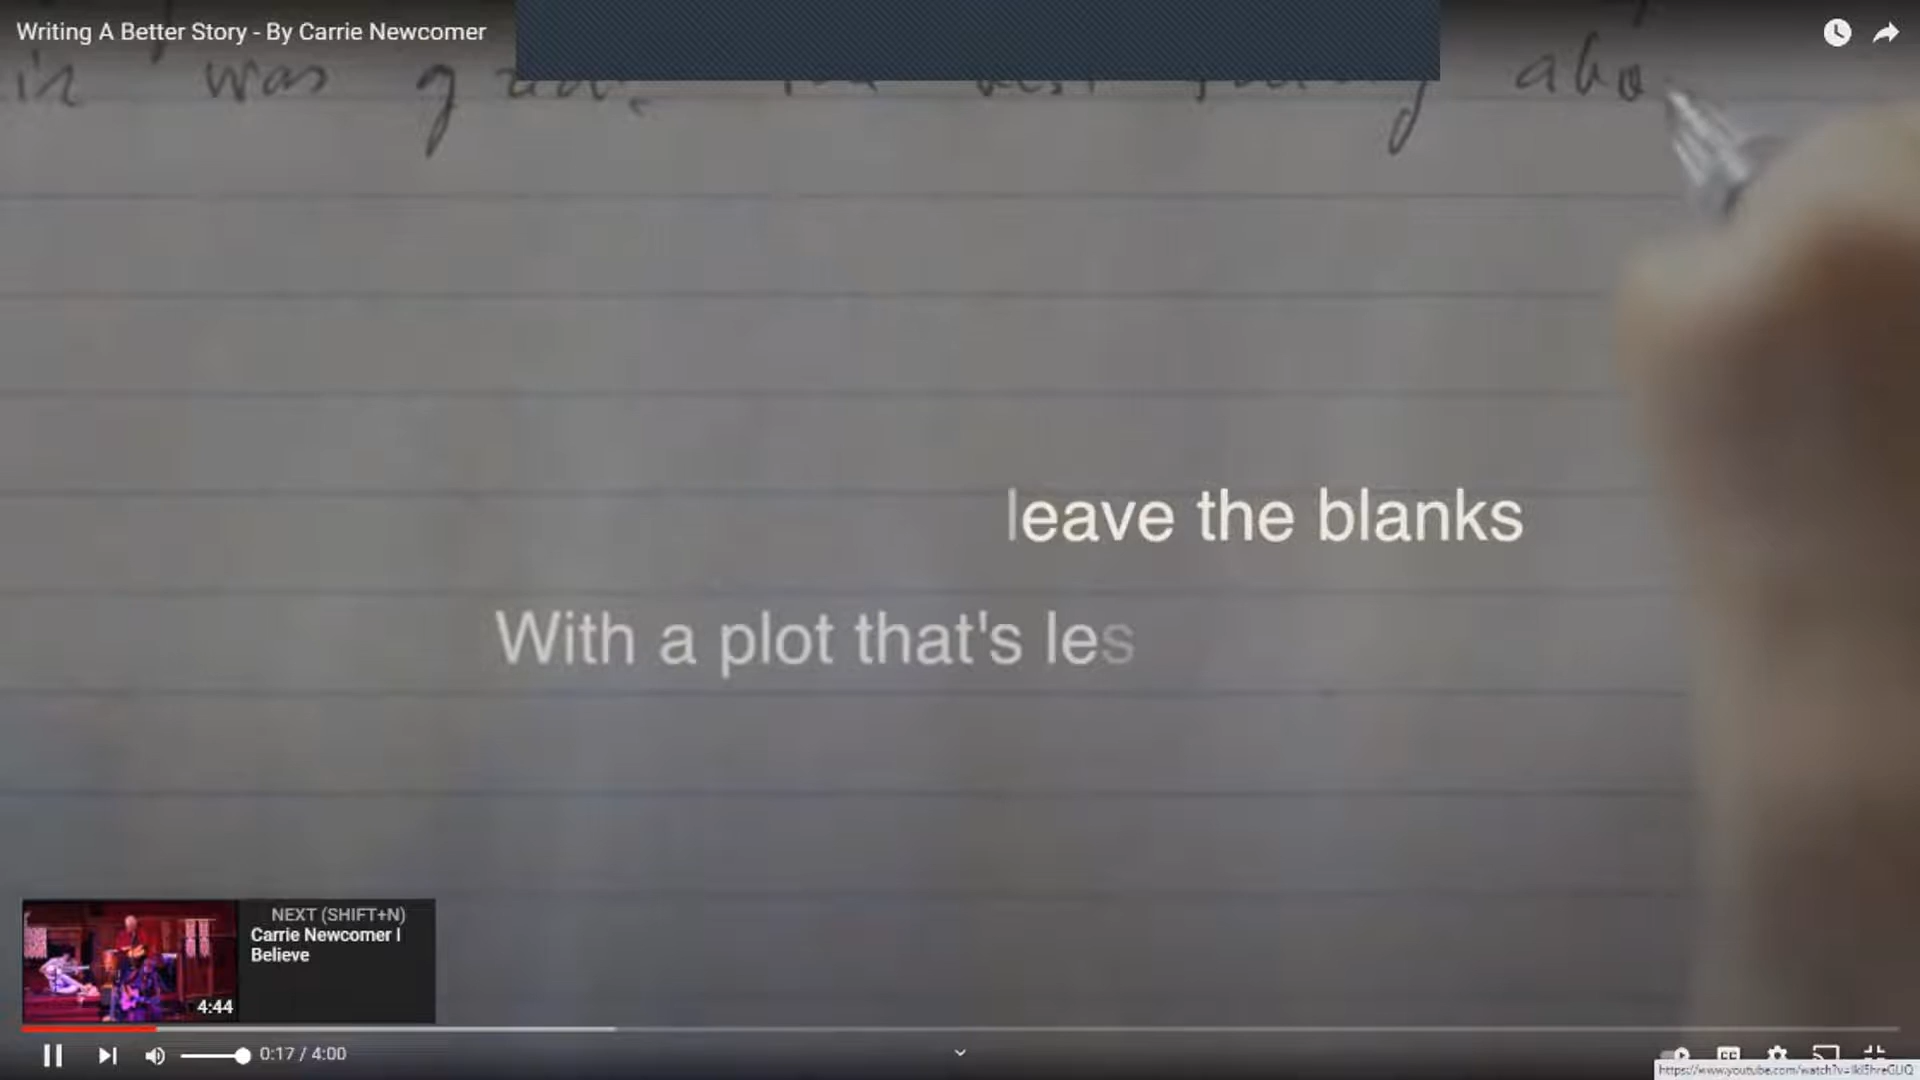 Writing A Better Story - By Carrie Newcomer
in was
leave the blanks
With a plot that's les
NEXT (SHIFT+N)
Carrie Newcomer I
Believe
4:44
0:17 / 4:00